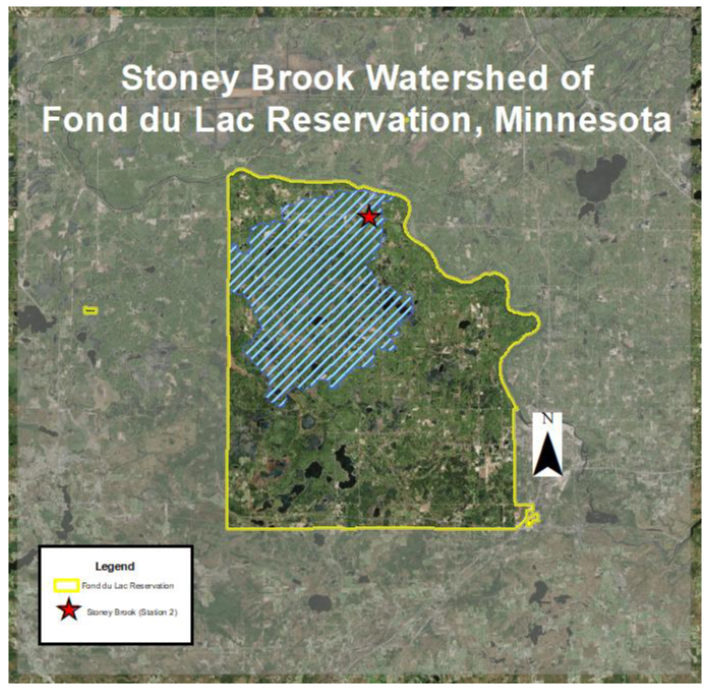 Stoney Brook Watershed of
Fond du Lac Reservation, Minnesota
N
Legend
Fond du Lac Reservation
Stoney Brook (Station 2)